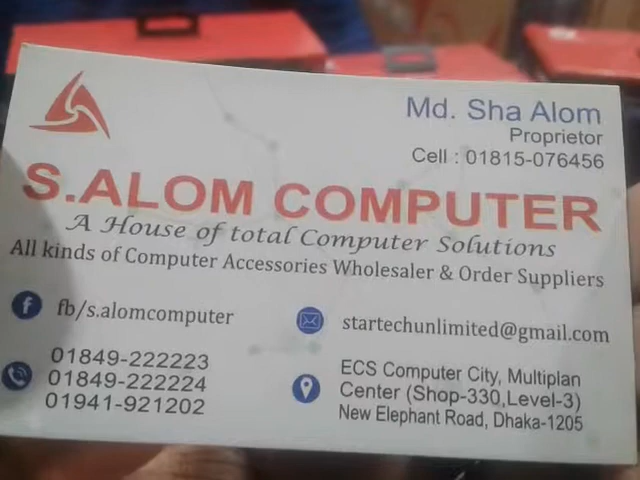 Md. Sha Alom
Proprietor
Cell : 01815-076456
S.ALOM COMPUTER
A House of total Computer Solutions
All kinds of Computer Accessories Wholesaler & Order Suppliers
fb/s.alomcomputer
startechunlimited@gmail.com
01849-222223
01849-222224
01941-921202
ECS Computer City, Multiplan
Center (Shop-330,Level-3)
New Elephant Road, Dhaka-1205